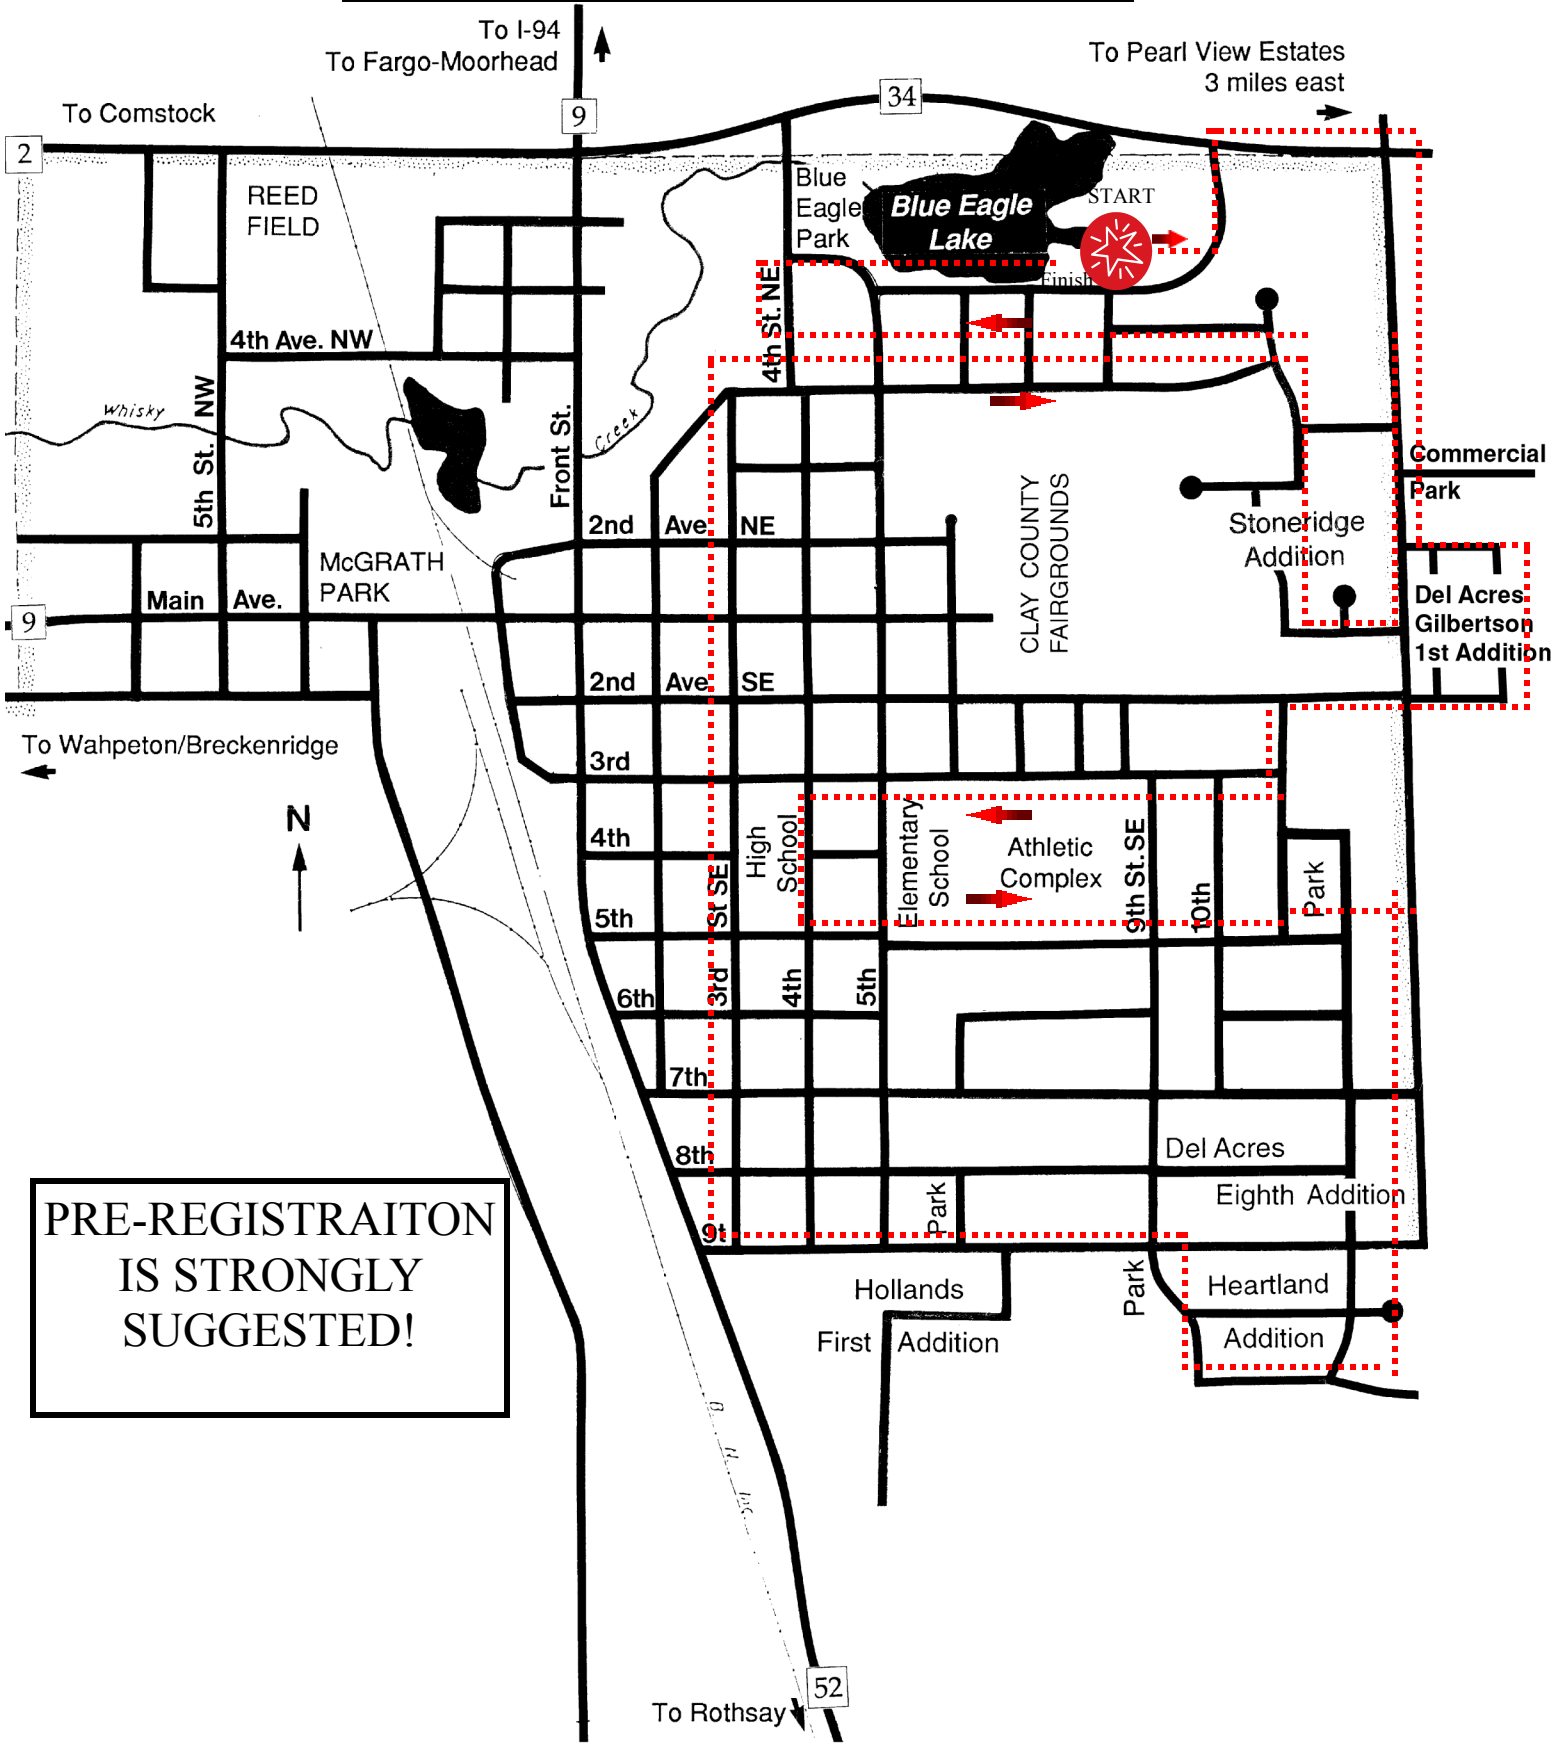 To I-94
To Fargo-Moorhead
To Pearl View Estates
3 miles east
To Comstock
34
9
2
REED
FIELD
Blue
Eagle
Park
Blue Eagle
Lake
START
Finish
4th St. NE
4th Ave. NW
5th St. NW
Whisky
Creek
Front St.
Commercial
Park
CLAY COUNTY
FAIRGROUNDS
Stoneridge
Addition
2nd Ave NE
McGRATH
PARK
Main Ave.
9
Del Acres
Gilbertson
1st Addition
2nd Ave SE
To Wahpeton/Breckenridge
3rd
N
4th
High
School
Elementary
School
Athletic
Complex
9th St. SE
10th
Park
5th
3rd St SE
4th
5th
6th
7th
8th
Del Acres
Eighth Addition
Park
9t
PRE-REGISTRAITON
IS STRONGLY
SUGGESTED!
Hollands
First Addition
Park
Heartland
Addition
B. N. Inc.
52
To Rothsay